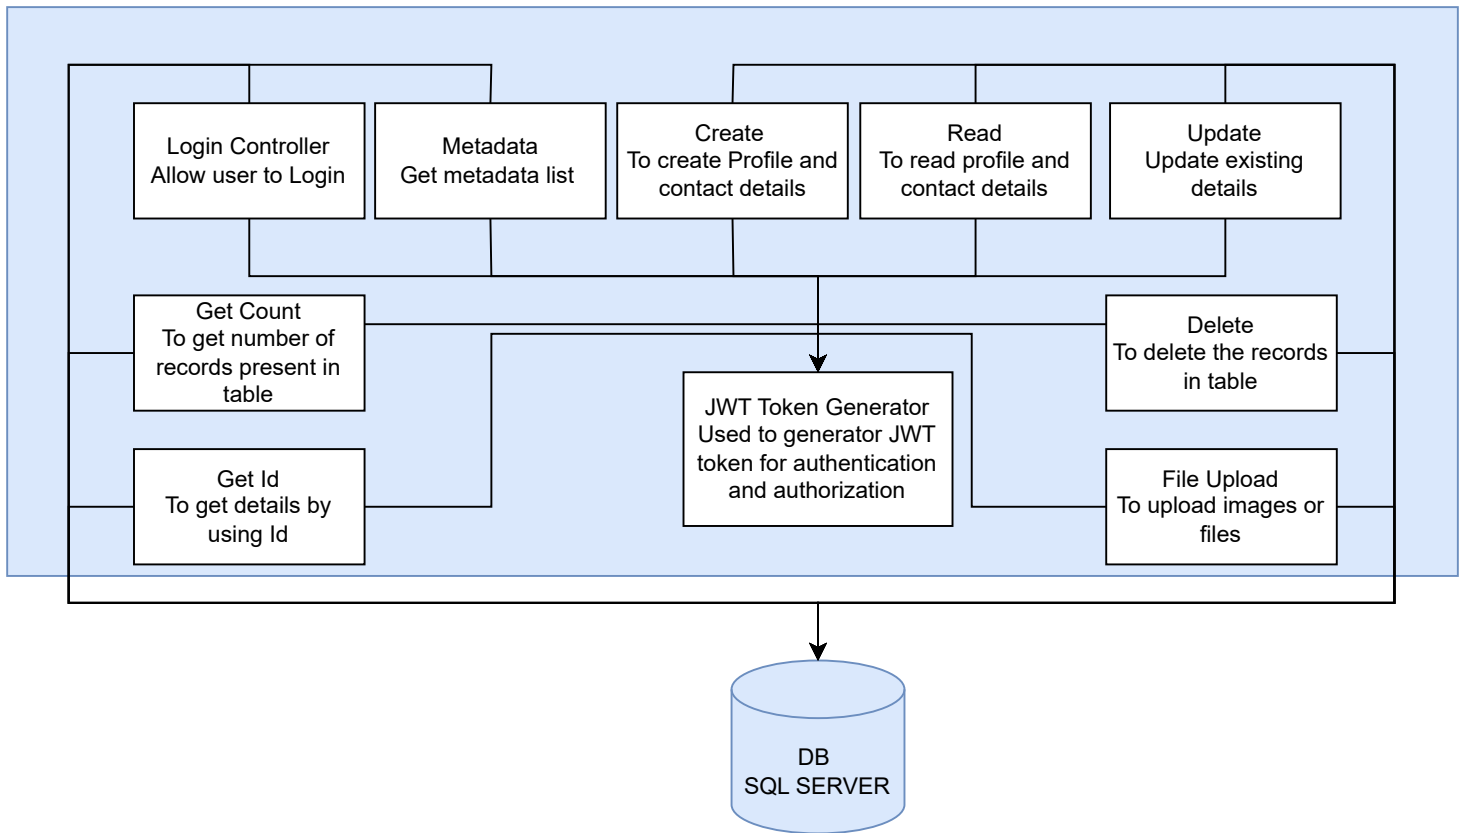 Login Controller
Allow user to Login
Metadata
Get metadata list
Create
To create Profile and
contact details
Read
To read profile and
contact details
Update
Update existing
details
Get Count
To get number of
records present in
table
Delete
To delete the records
in table
JWT Token Generator
Used to generator JWT
token for authentication
and authorization
Get Id
To get details by
using Id
File Upload
To upload images or
files
DB
SQL SERVER